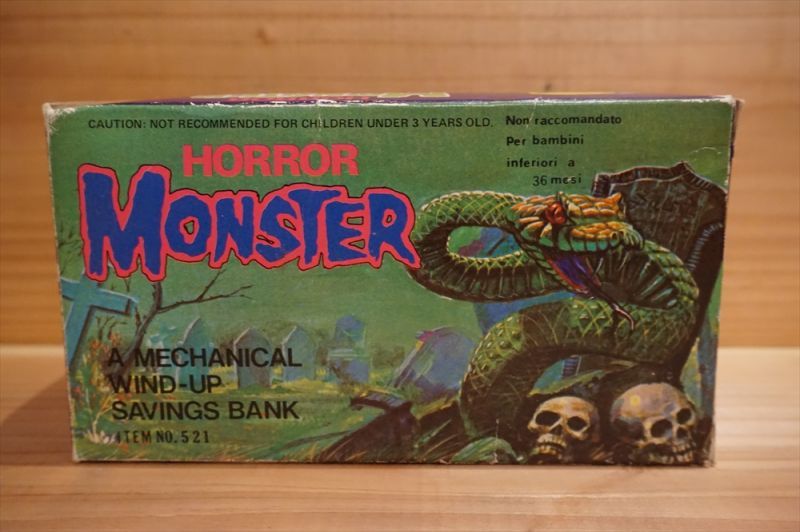 CAUTION: NOT RECOMMENDED FOR CHILDREN UNDER 3 YEARS OLD.
Non raccomandato
Per bambini
inferiori a
36 mesi
HORROR
MONSTER
A MECHANICAL
WIND-UP
SAVINGS BANK
ITEM NO. 521